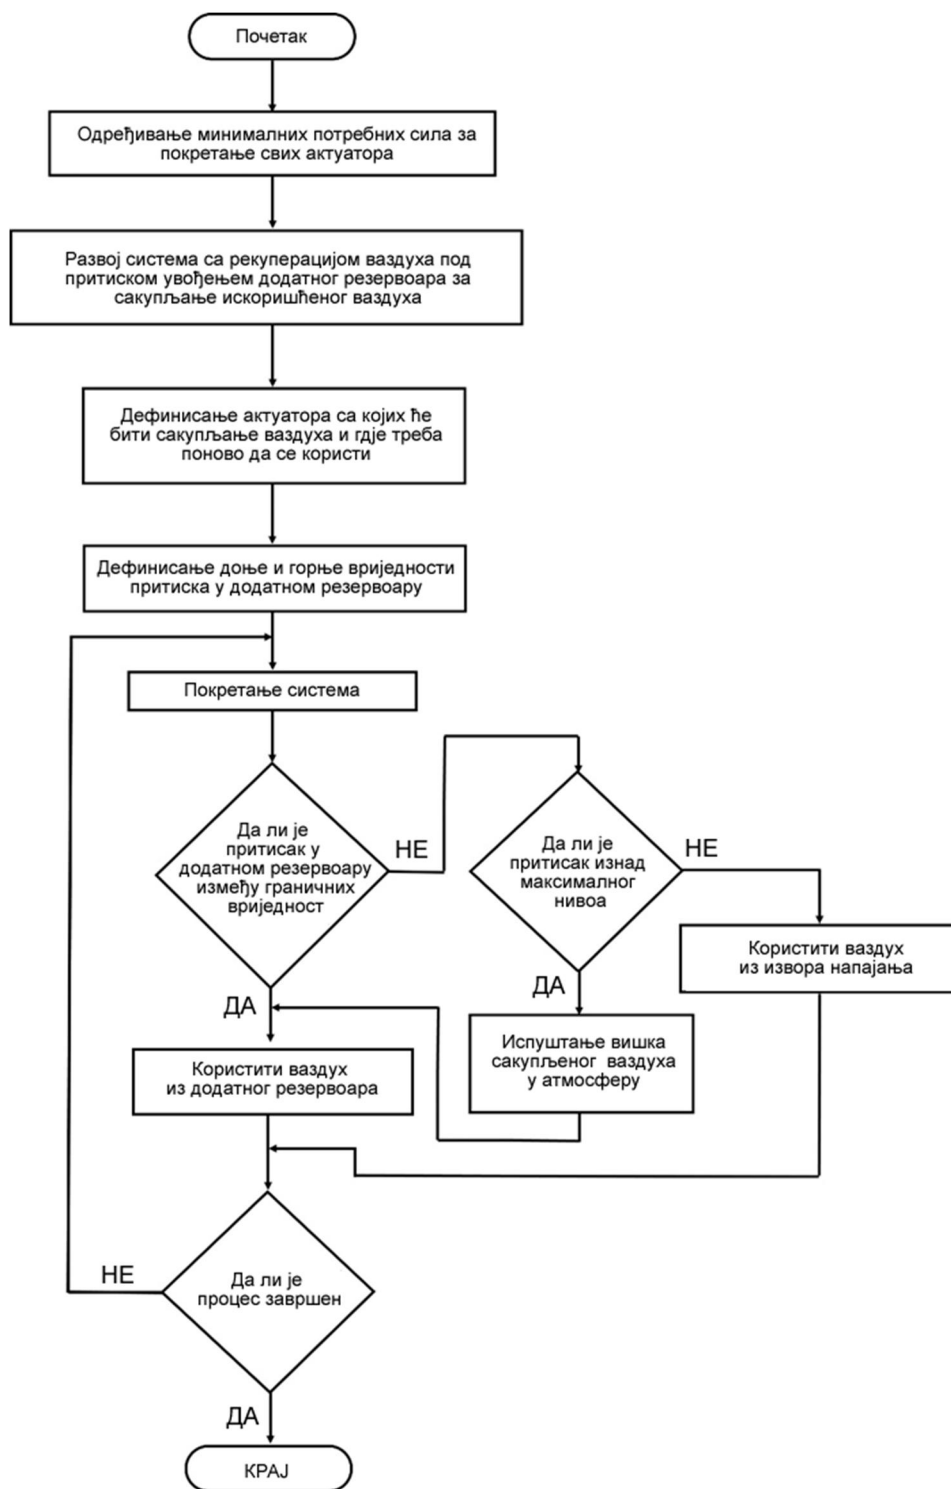 Почетак
Одређивање минималних потребних сила за
покретање свих актуатора
Развој система са рекуперацијом ваздуха под
притиском увођењем додатног резервоара за
сакупљање искоришћеног ваздуха
Дефинисање актуатора са којих ће
бити сакупљање ваздуха и гдје треба
поново да се користи
Дефинисање доње и горње вриједности
притиска у додатном резервоару
Покретање система
Да ли је
притисак у
додатном резервоару
између граничних
вриједност
НЕ
Да ли је
притисак изнад
максималног
нивоа
НЕ
Користити ваздух
из извора напајања
ДА
ДА
Испуштање вишка
сакупљеног ваздуха
у атмосферу
Користити ваздух
из додатног резервоара
НЕ
Да ли је
процес завршен
ДА
КРАЈ